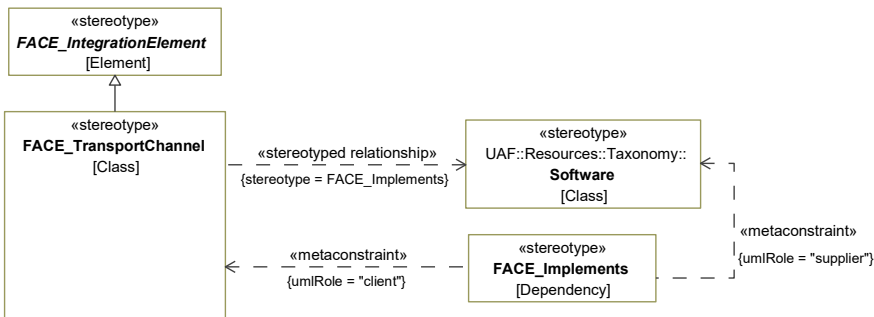 «stereotype»
FACE_IntegrationElement
[Element]
«stereotype»
FACE_TransportChannel
[Class]
«stereotyped relationship»
{stereotype = FACE_Implements}
«stereotype»
UAF::Resources::Taxonomy::
Software
[Class]
«metaconstraint»
{umlRole = "supplier"}
«metaconstraint»
{umlRole = "client"}
«stereotype»
FACE_Implements
[Dependency]